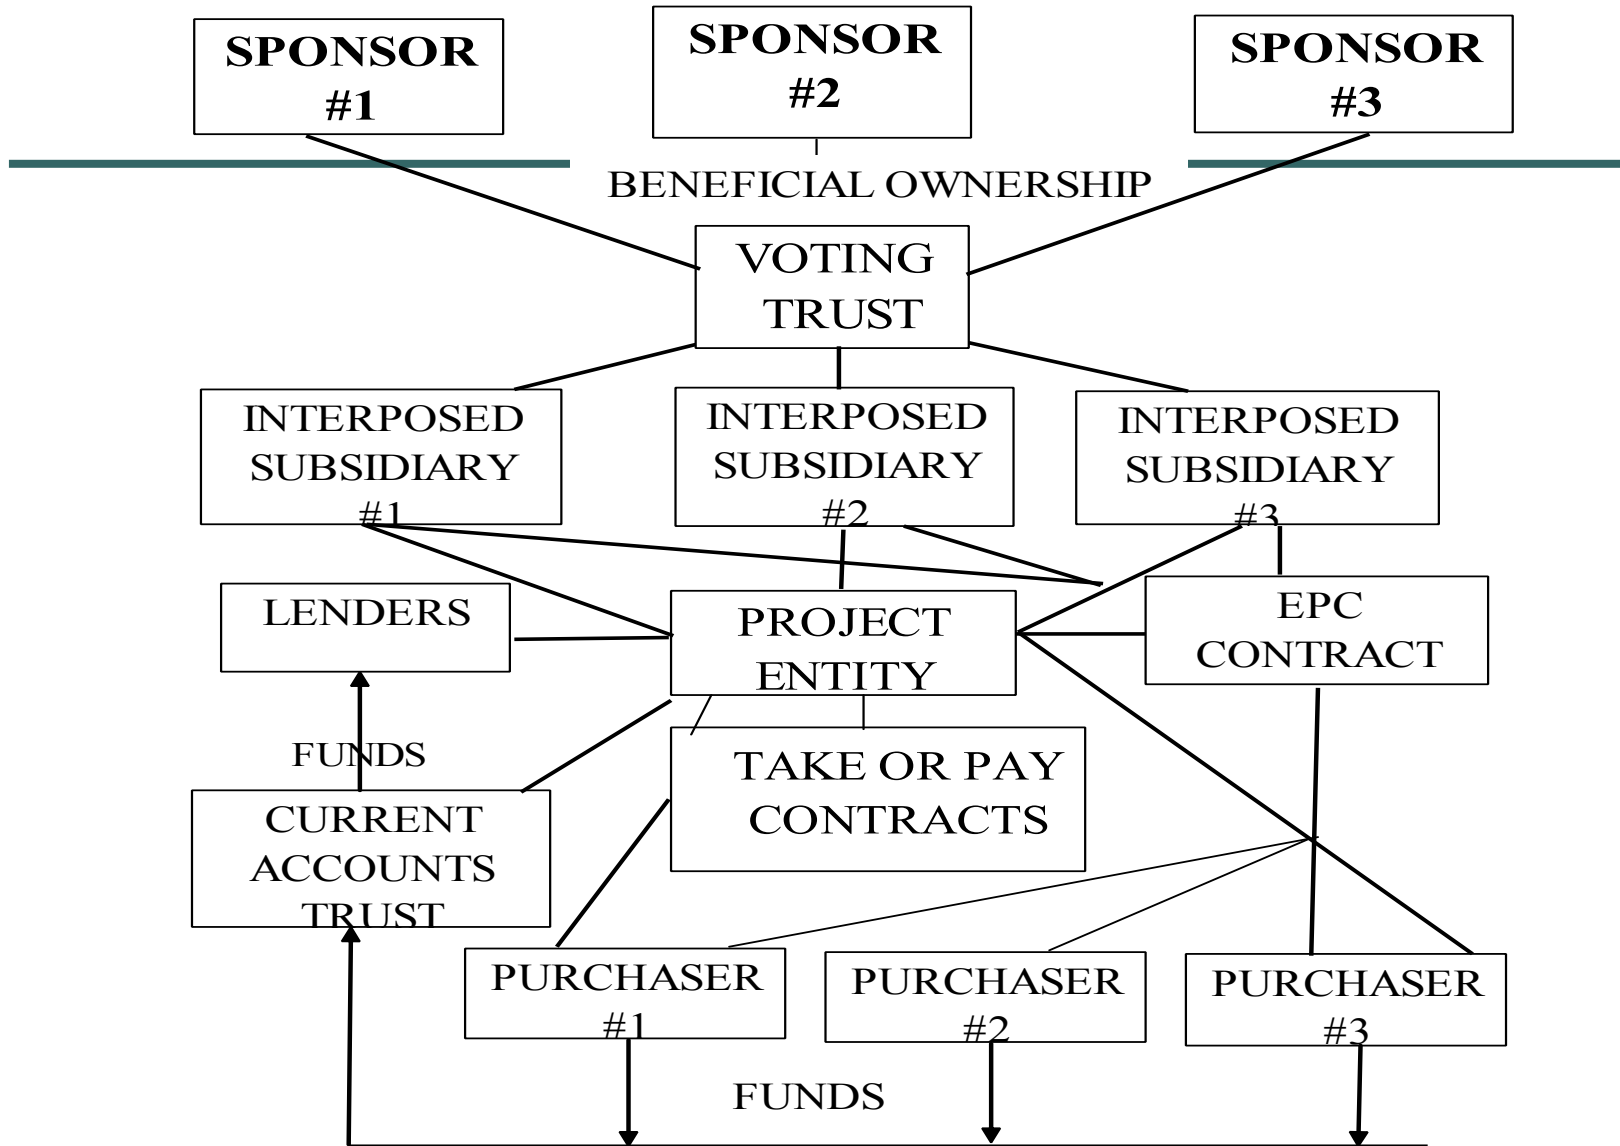 SPONSOR
#1
SPONSOR
#2
SPONSOR
#3
BENEFICIAL OWNERSHIP
VOTING
TRUST
INTERPOSED
SUBSIDIARY
#1
INTERPOSED
SUBSIDIARY
#2
INTERPOSED
SUBSIDIARY
#3
LENDERS
PROJECT
ENTITY
EPC
CONTRACT
FUNDS
TAKE OR PAY
CONTRACTS
CURRENT
ACCOUNTS
TRUST
PURCHASER
#1
PURCHASER
#2
PURCHASER
#3
FUNDS